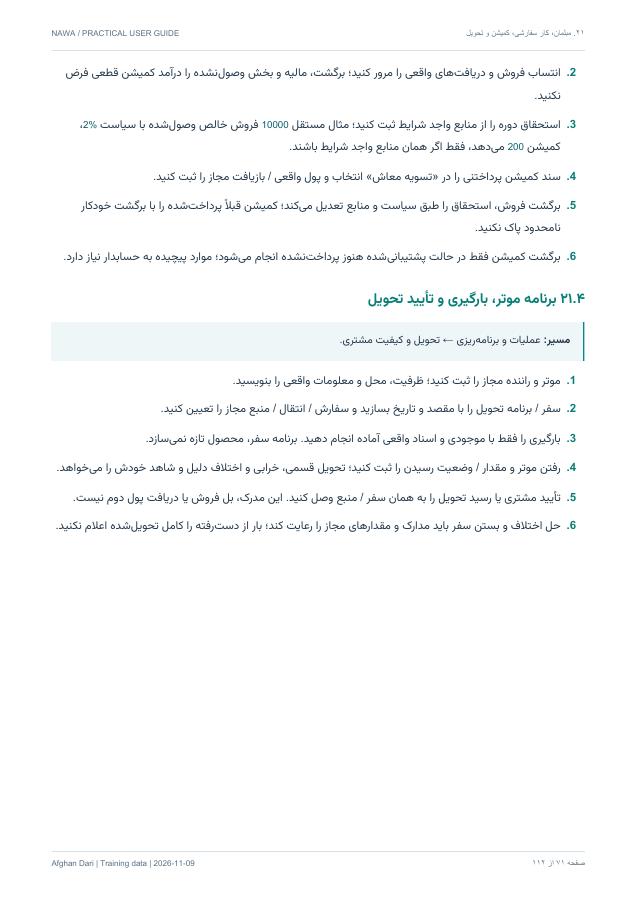 NAWA / PRACTICAL USER GUIDE
۲۱. مبلمان، کار سفارشی، کمیشن و تحویل
2. انتساب فروش و دریافت‌های واقعی را مرور کنید؛ برگشت، مالیه و بخش وصول‌نشده را درآمد کمیشن قطعی فرض
نکنید.
3. استحقاق دوره را از منابع واجد شرایط ثبت کنید؛ مثال مستقل 10000 فروش خالص وصول‌شده با سیاست 2%،
کمیشن 200 می‌دهد، فقط اگر همان منابع واجد شرایط باشند.
4. سند کمیشن پرداختنی را در «تسویه معاش» انتخاب و پول واقعی / بازیافت مجاز را ثبت کنید.
5. برگشت فروش، استحقاق را طبق سیاست و منابع تعدیل می‌کند؛ کمیشن قبلاً پرداخت‌شده را با برگشت خودکار
نامحدود پاک نکنید.
6. برگشت کمیشن فقط در حالت پشتیبانی‌شده هنوز پرداخت‌نشده انجام می‌شود؛ موارد پیچیده به حسابدار نیاز دارد.
۲۱.۴ برنامه موتر، بارگیری و تأیید تحویل
مسیر: عملیات و برنامه‌ریزی ← تحویل و کیفیت مشتری.
1. موتر و راننده مجاز را ثبت کنید؛ ظرفیت، محل و معلومات واقعی را بنویسید.
2. سفر / برنامه تحویل را با مقصد و تاریخ بسازید و سفارش / انتقال / منبع مجاز را تعیین کنید.
3. بارگیری را فقط با موجودی و اسناد واقعی آماده انجام دهید. برنامه سفر، محصول تازه نمی‌سازد.
4. رفتن موتر و مقدار / وضعیت رسیدن را ثبت کنید؛ تحویل قسمی، خرابی و اختلاف دلیل و شاهد خودش را می‌خواهد.
5. تأیید مشتری یا رسید تحویل را به همان سفر / منبع وصل کنید. این مدرک، بل فروش یا دریافت پول دوم نیست.
6. حل اختلاف و بستن سفر باید مدارک و مقدارهای مجاز را رعایت کند؛ بار از دست‌رفته را کامل تحویل‌شده اعلام نکنید.
Afghan Dari | Training data | 2026-11-09
صفحه ۷۱ از ۱۱۲